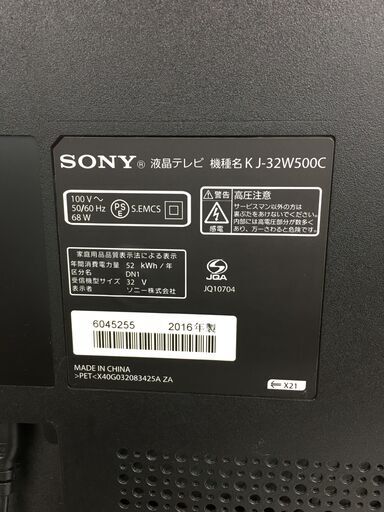 SONY® 液晶テレビ 機種名 KJ-32W500C
100 V～
50/60 Hz
68 W
PS
E
S.EMCS
警告 高圧注意
感電
サービスマン以外の方は
裏ぶたをあけないでください。
内部には高電圧部分が数多く
あり、万一さわると危険です。
家庭用品品質表示法による表示
年間消費電力量 52 kWh/年
区分名 DN1
受信機型サイズ 32 V
表示者 ソニー株式会社
JQA
JQ10704
6045255 2016年製
MADE IN CHINA
>PET<X40G032083425A ZA
X21